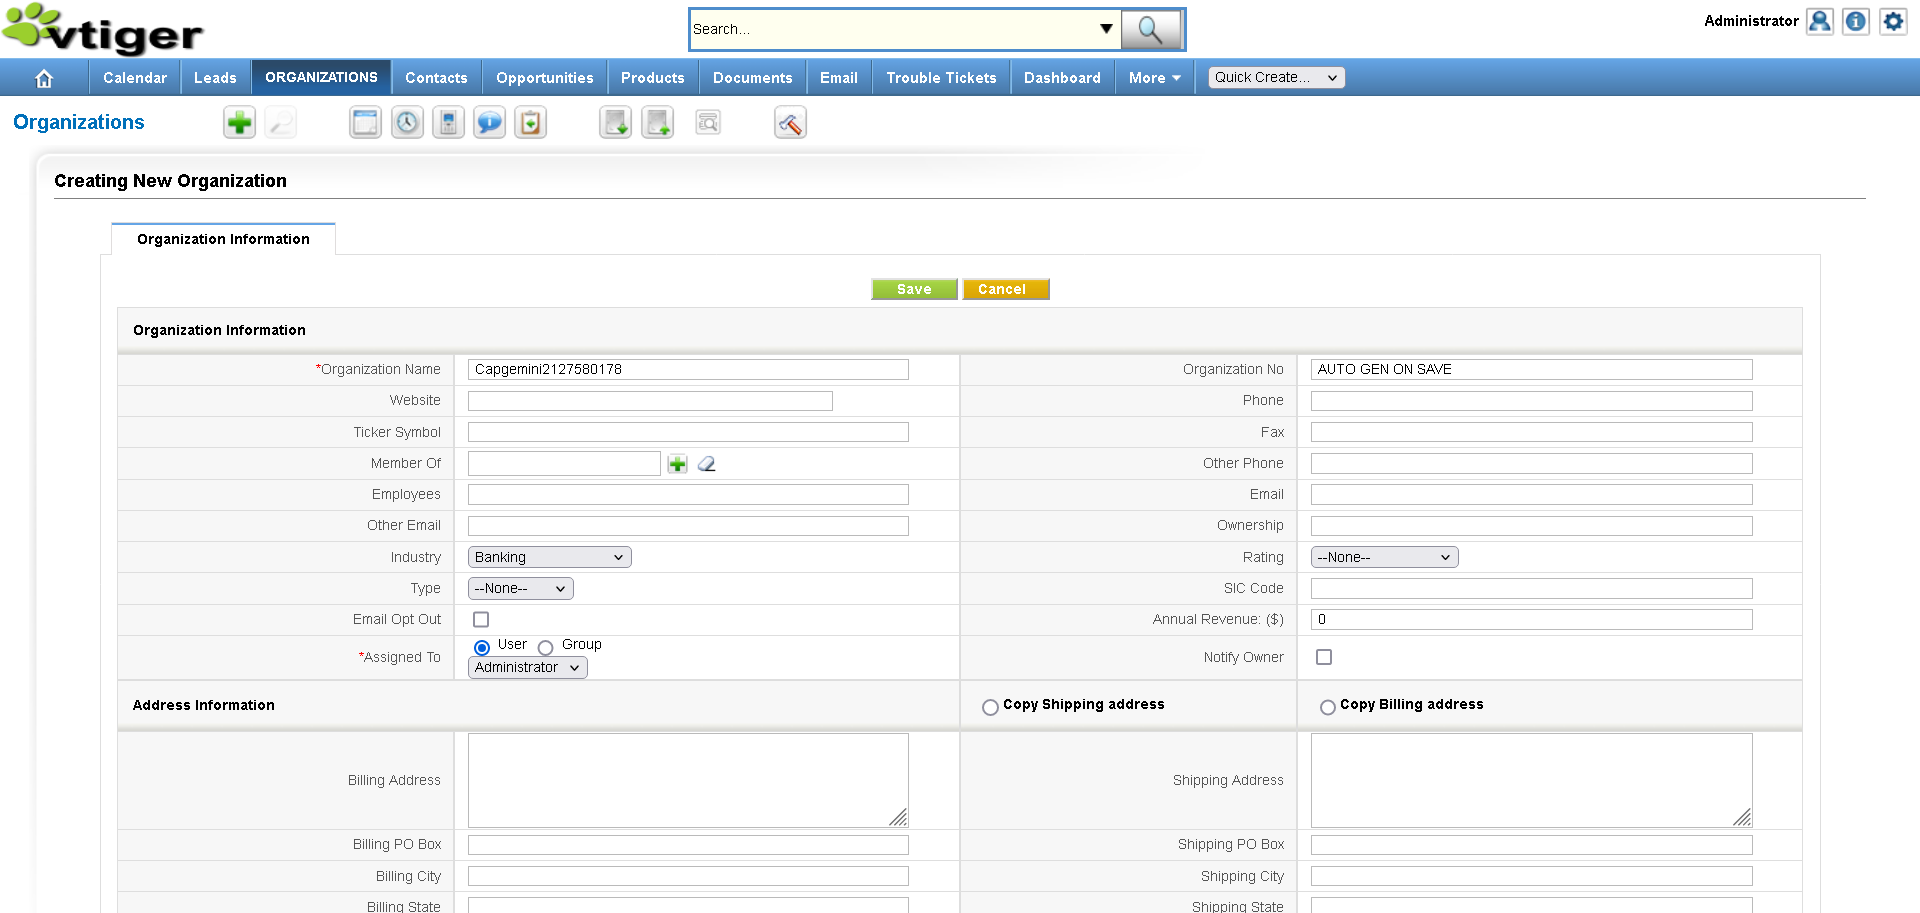 vtiger
Search...
Administrator
Calendar
Leads
ORGANIZATIONS
Contacts
Opportunities
Products
Documents
Email
Trouble Tickets
Dashboard
More
Quick Create...
Organizations
Creating New Organization
Organization Information
Save
Cancel
Organization Information
*Organization Name
Capgemini2127580178
Organization No
AUTO GEN ON SAVE
Website
Phone
Ticker Symbol
Fax
Member Of
Other Phone
Employees
Email
Other Email
Ownership
Industry
Banking
Rating
--None--
Type
--None--
SIC Code
Email Opt Out
Annual Revenue: ($)
0
*Assigned To
User
Group
Administrator
Notify Owner
Address Information
Copy Shipping address
Copy Billing address
Billing Address
Shipping Address
Billing PO Box
Shipping PO Box
Billing City
Shipping City
Billing State
Shipping State